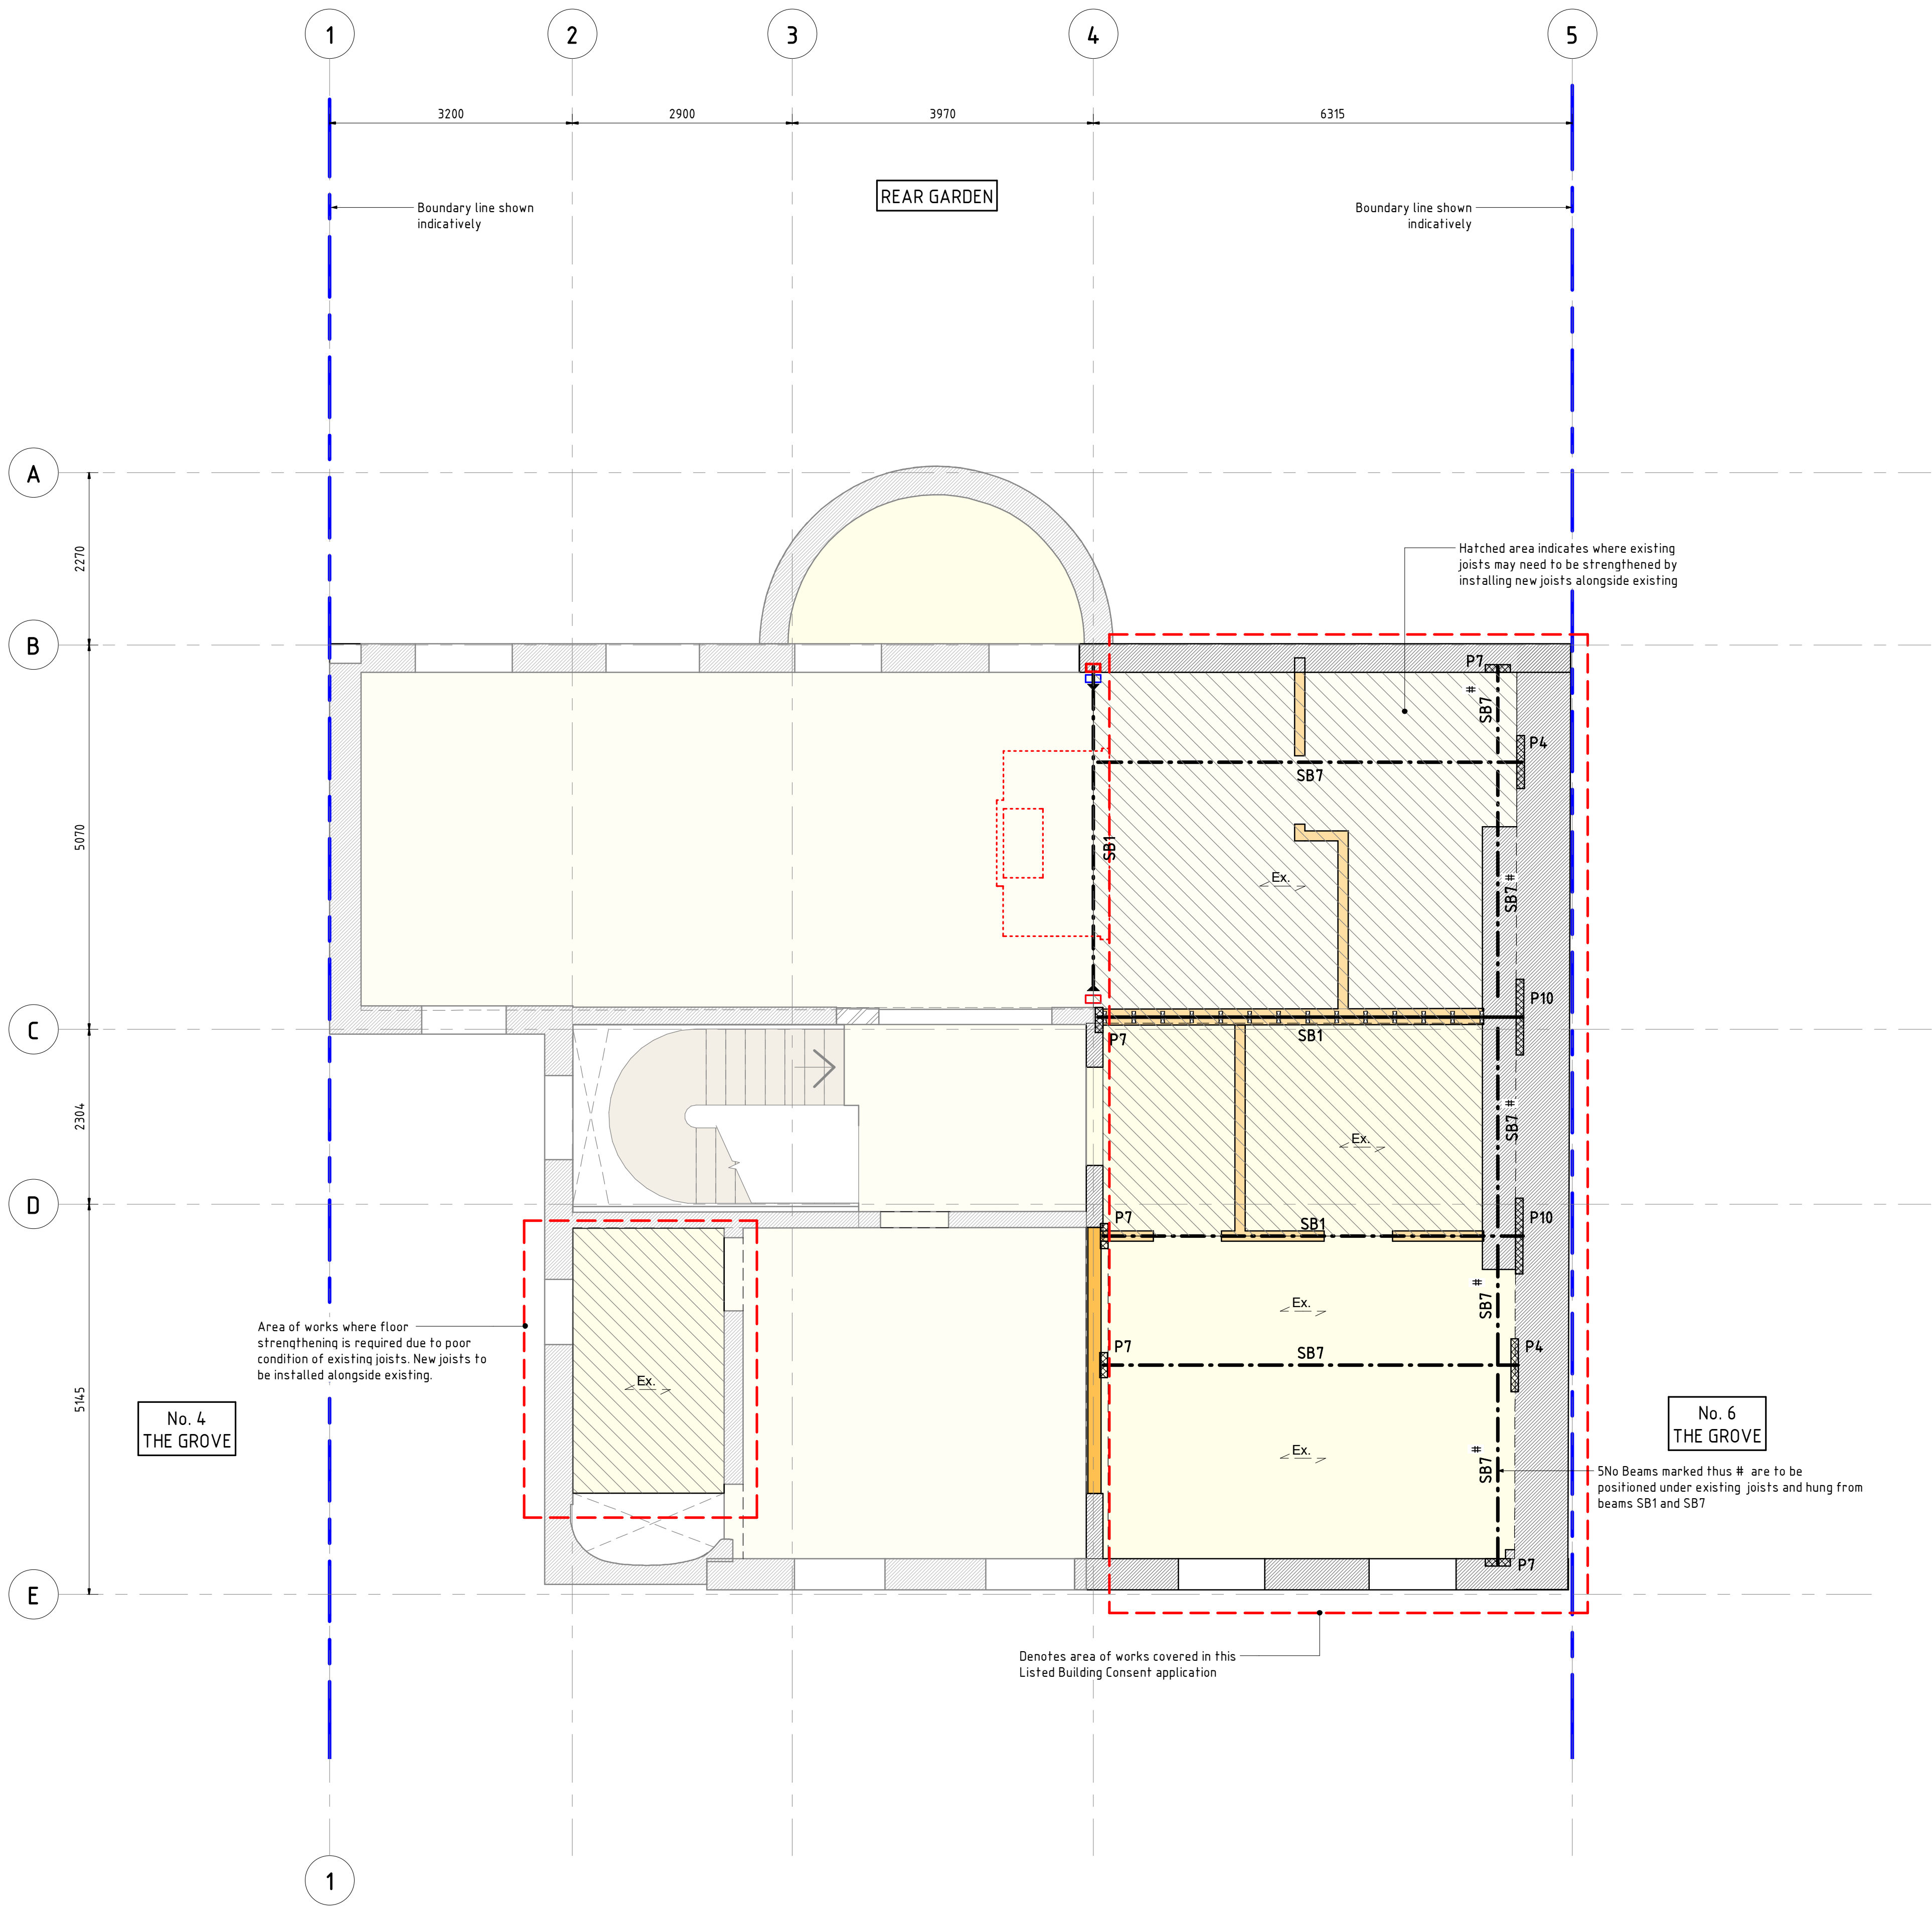 1
2
3
4
5
3200
2900
3970
6315
REAR GARDEN
Boundary line shown
indicatively
Boundary line shown
indicatively
A
2270
Hatched area indicates where existing
joists may need to be strengthened by
installing new joists alongside existing
B
P7
#
SB7
P4
SB7
5070
SB1
Ex.
SB7 #
P10
C
SB1
P7
2304
SB7 #
Ex.
D
P7
SB1
P10
#
SB7
Ex.
Area of works where floor
strengthening is required due to poor
condition of existing joists. New joists to
be installed alongside existing.
P7
SB7
P4
Ex.
5145
No. 4
THE GROVE
No. 6
THE GROVE
#
SB7
Ex.
5No Beams marked thus # are to be
positioned under existing joists and hung from
beams SB1 and SB7
P7
E
Denotes area of works covered in this
Listed Building Consent application
1